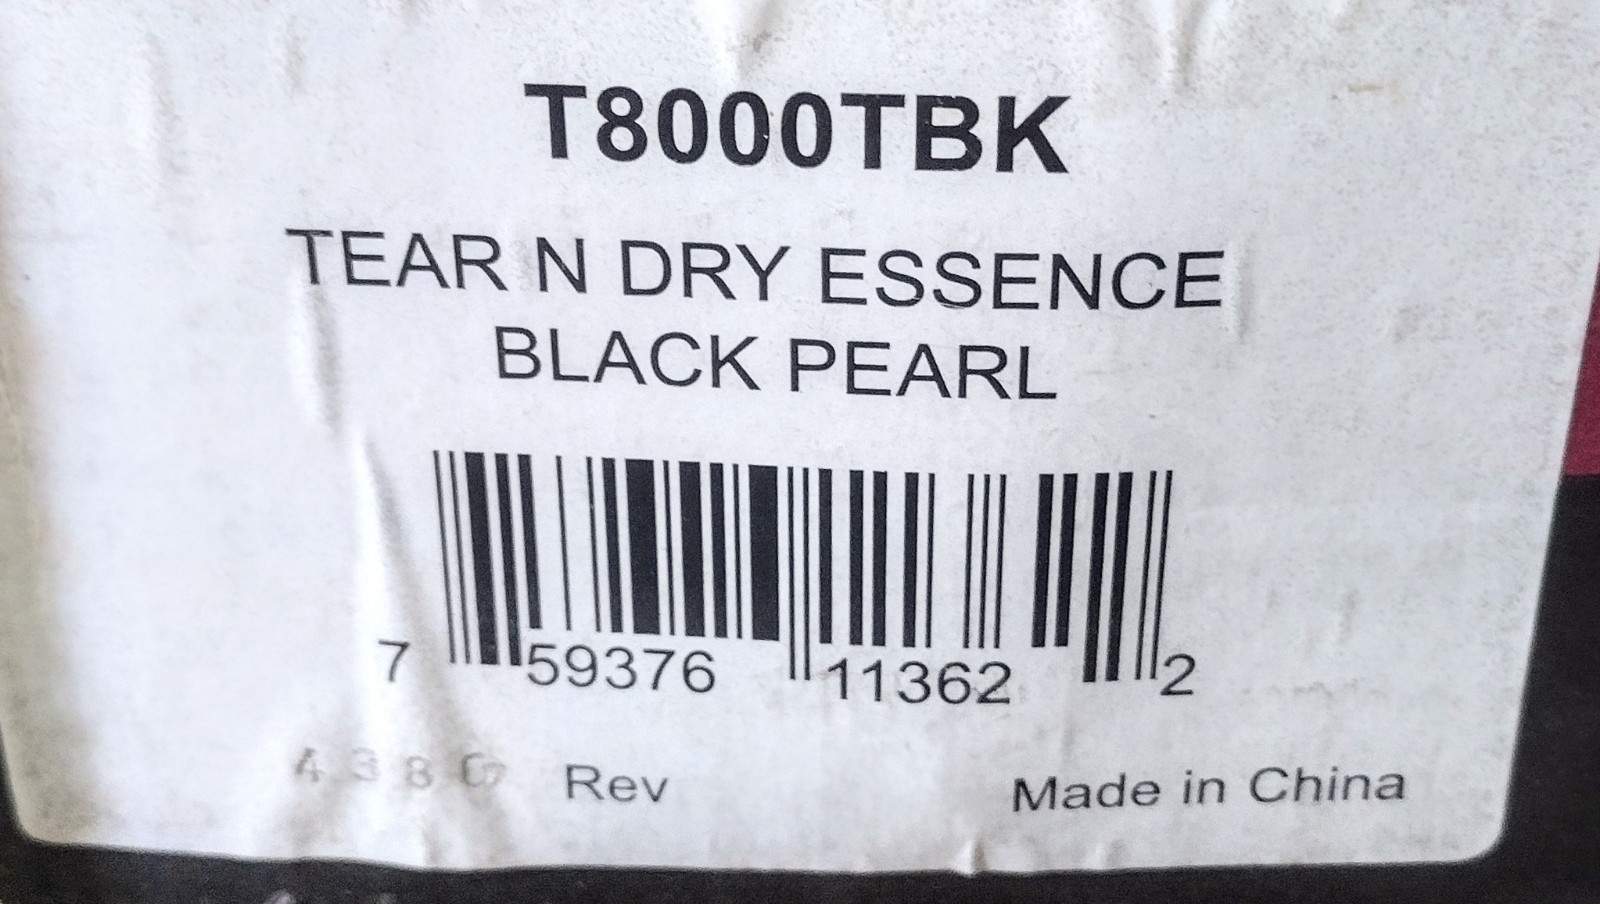 T8000TBK
TEAR N DRY ESSENCE
BLACK PEARL
7 59376 11362 2
Rev Made in China